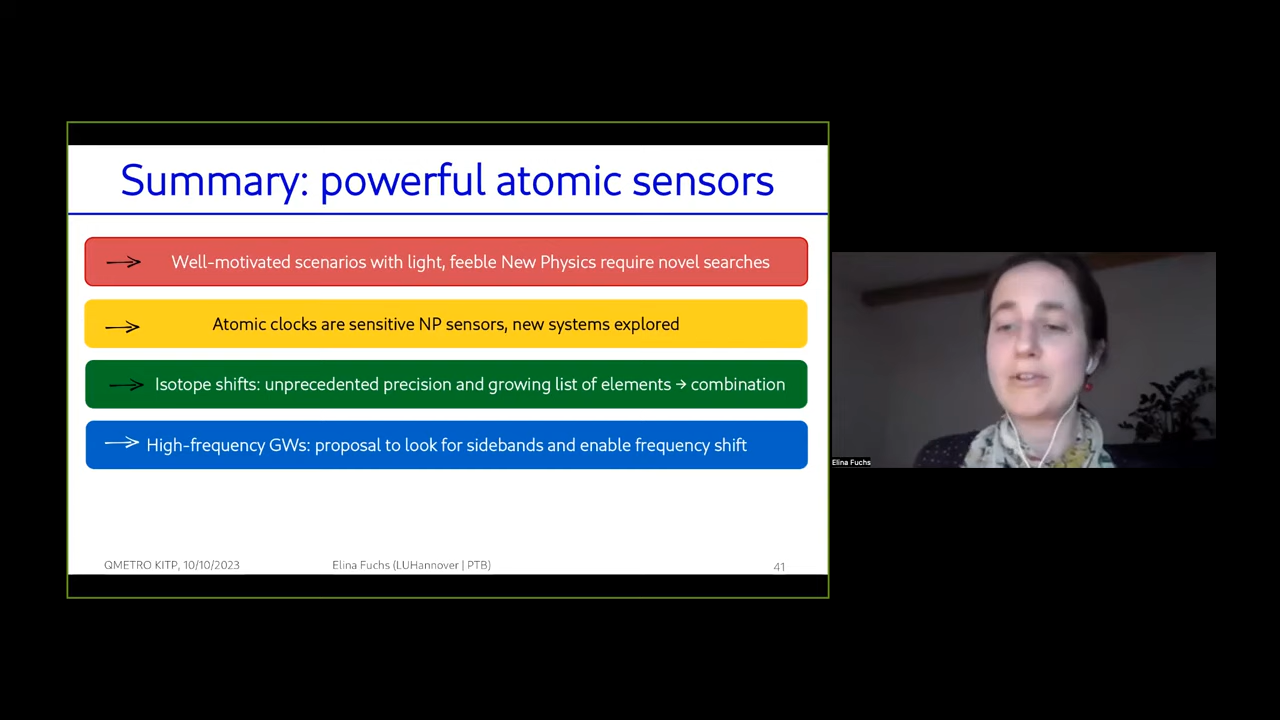 Summary: powerful atomic sensors
Well-motivated scenarios with light, feeble New Physics require novel searches
Atomic clocks are sensitive NP sensors, new systems explored
Isotope shifts: unprecedented precision and growing list of elements → combination
High-frequency GWs: proposal to look for sidebands and enable frequency shift
QMETRO KITP, 10/10/2023
Elina Fuchs (LUHannover | PTB)
41
Elina Fuchs